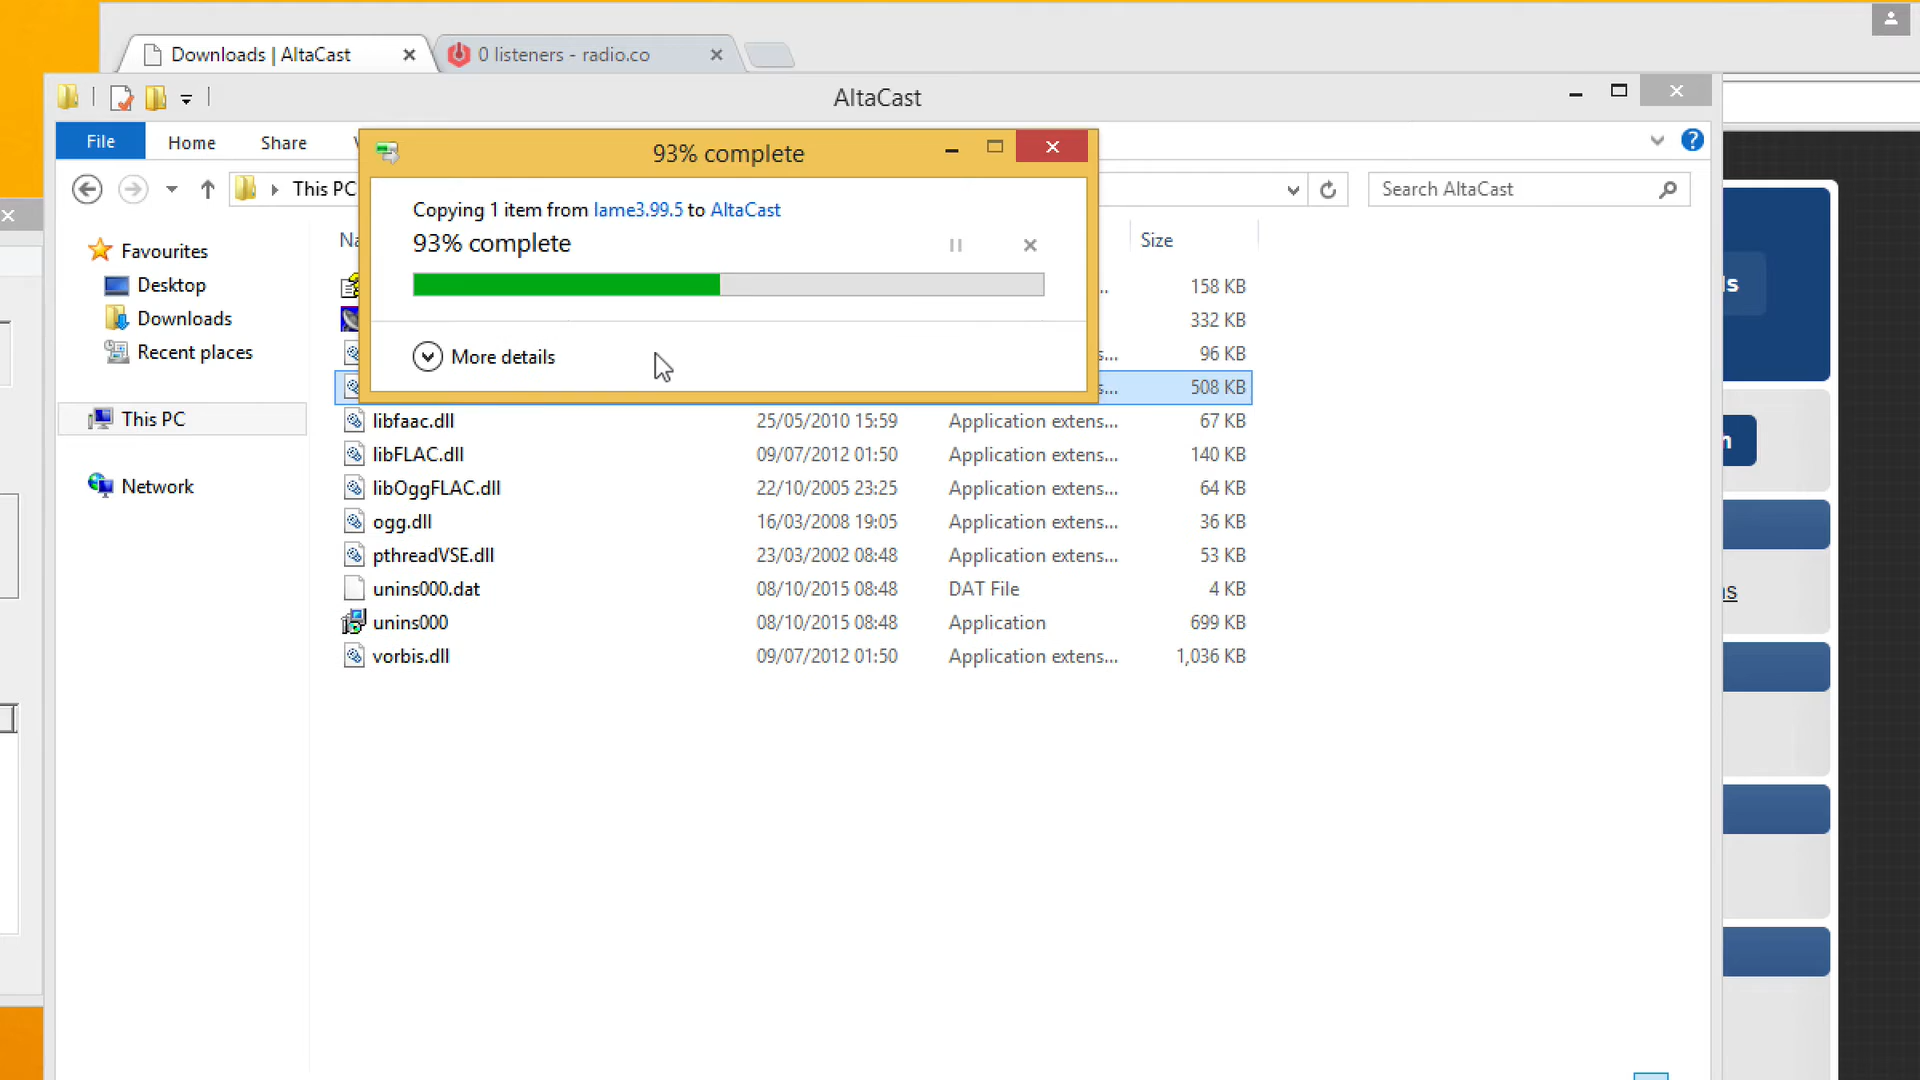 Downloads | AltaCast
0 listeners - radio.co
AltaCast
File
Home
Share
93% complete
This PC
Search AltaCast
Copying 1 item from lame3.99.5 to AltaCast
93% complete
More details
Size
Favourites
Desktop
Downloads
Recent places
This PC
Network
158 KB
332 KB
s... 96 KB
s... 508 KB
libfaac.dll 25/05/2010 15:59 Application extens... 67 KB
libFLAC.dll 09/07/2012 01:50 Application extens... 140 KB
libOggFLAC.dll 22/10/2005 23:25 Application extens... 64 KB
ogg.dll 16/03/2008 19:05 Application extens... 36 KB
pthreadVSE.dll 23/03/2002 08:48 Application extens... 53 KB
unins000.dat 08/10/2015 08:48 DAT File 4 KB
unins000 08/10/2015 08:48 Application 699 KB
vorbis.dll 09/07/2012 01:50 Application extens... 1,036 KB